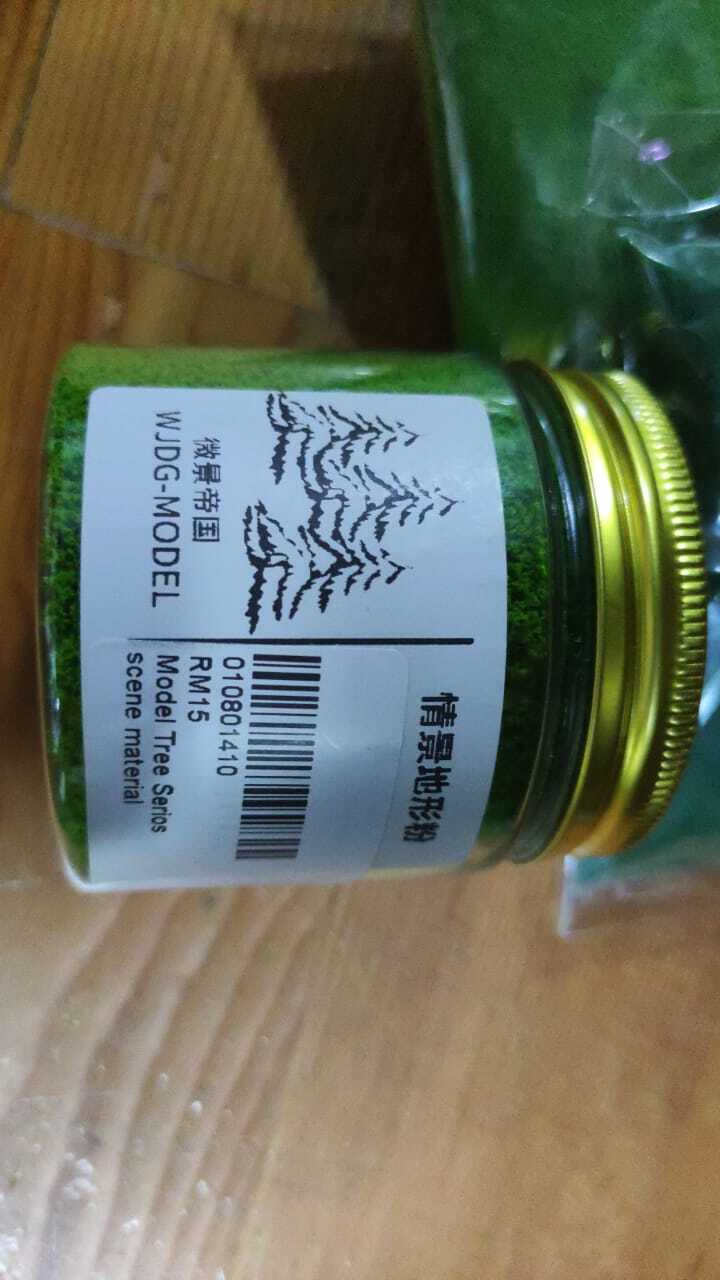 微景帝国
WJDG-MODEL
情景地形粉
010801410
RM15
Model Tree Serios
scene material